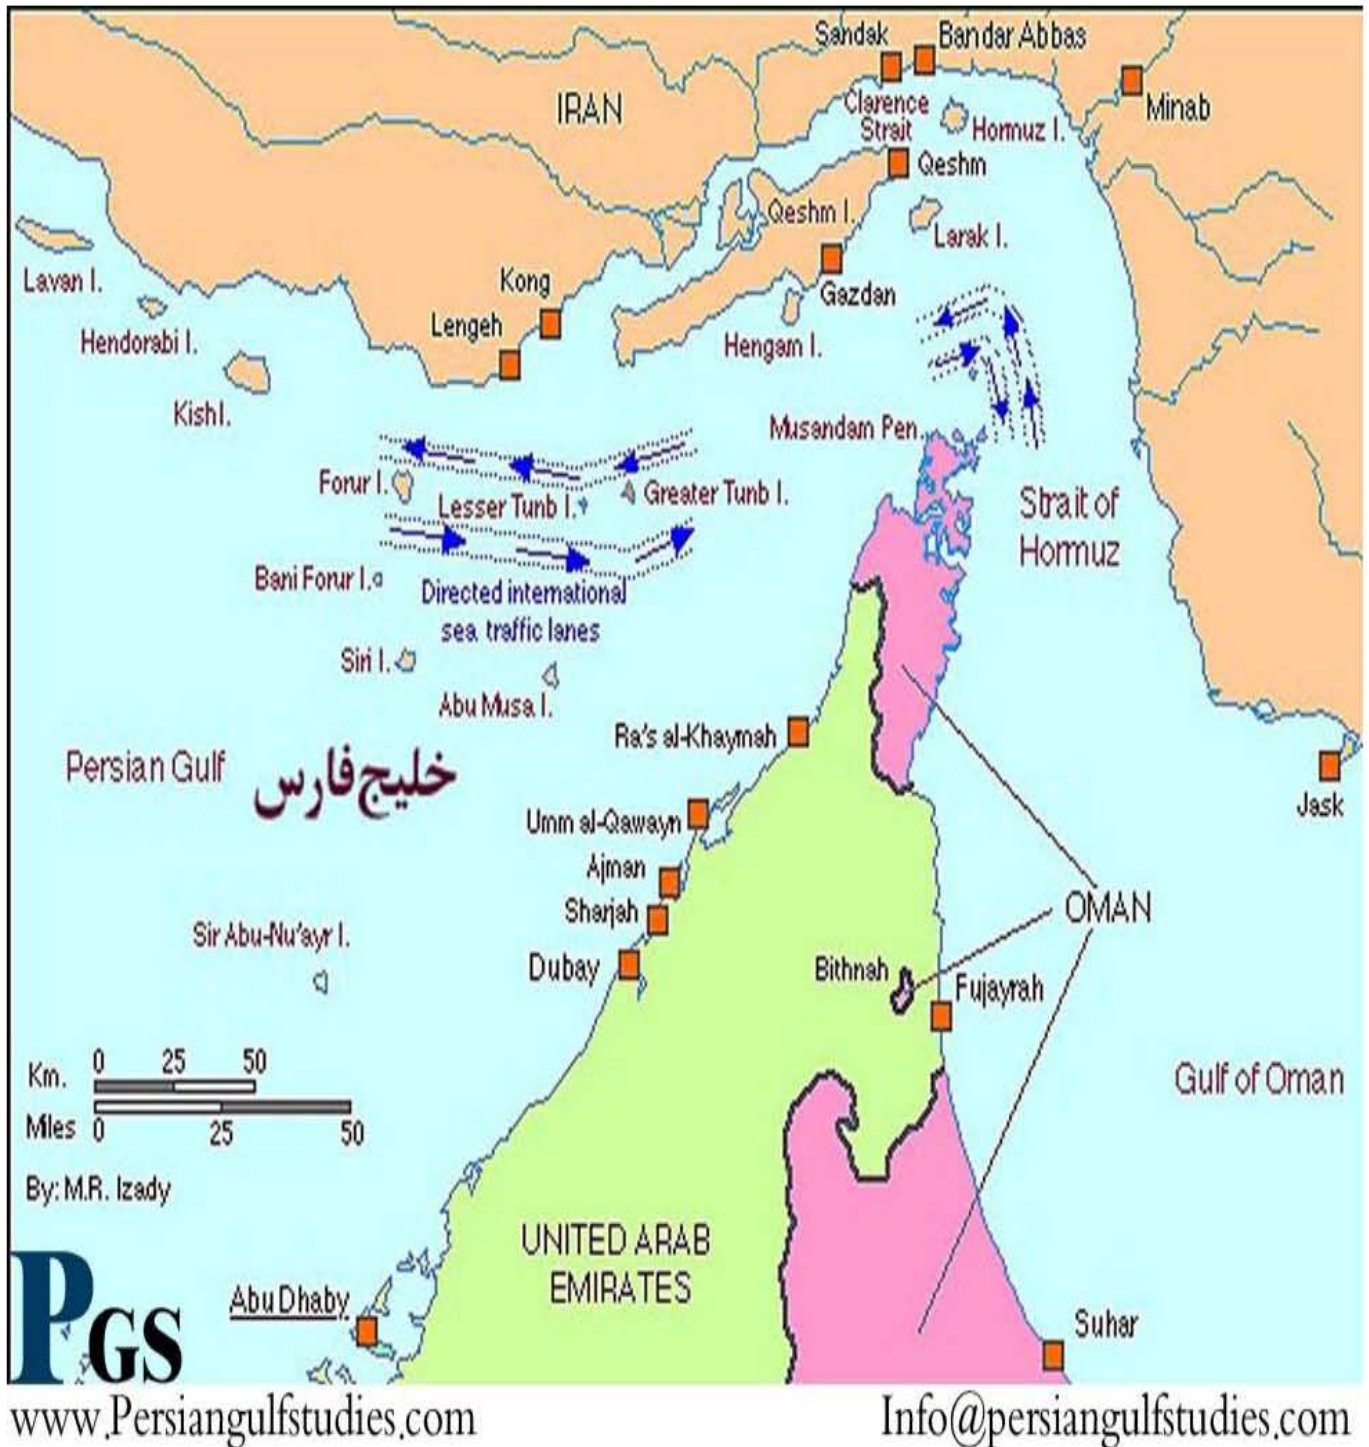 Sandak
Bandar Abbas
IRAN
Clarence
Strait
Hormuz I.
Minab
Qeshm
Qeshm I.
Larak I.
Lavan I.
Kong
Gazdan
Hendorabi I.
Lengeh
Hengam I.
Kish I.
Musandam Pen.
Forur I.
Lesser Tunb I.
Greater Tunb I.
Strait of
Hormuz
Bani Forur I.
Directed international
sea traffic lanes
Siri I.
Abu Musa I.
Ra's al-Khaymah
Persian Gulf
خليج فارس
Jask
Umm al-Qawayn
Ajman
Sharjah
OMAN
Sir Abu-Nu'ayr I.
Dubay
Bithnah
Fujayrah
Km. 0 25 50
Miles 0 25 50
Gulf of Oman
By: M.R. Izady
UNITED ARAB
EMIRATES
Abu Dhaby
Suhar
PGS
www.Persiangulfstudies.com
Info@persiangulfstudies.com